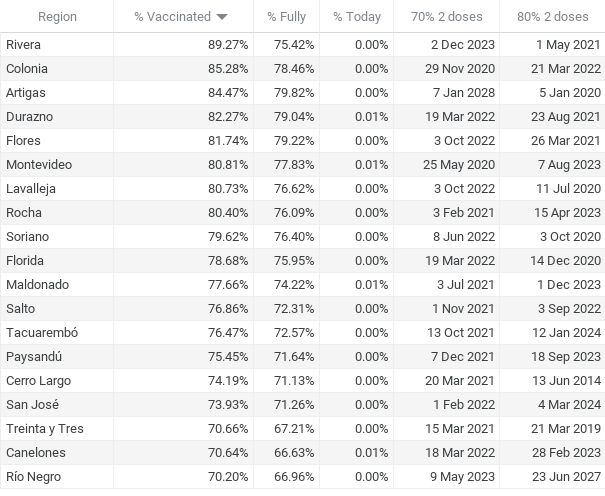 Region % Vaccinated % Fully % Today 70% 2 doses 80% 2 doses
Rivera 89.27% 75.42% 0.00% 2 Dec 2023 1 May 2021
Colonia 85.28% 78.46% 0.00% 29 Nov 2020 21 Mar 2022
Artigas 84.47% 79.82% 0.00% 7 Jan 2028 5 Jan 2020
Durazno 82.27% 79.04% 0.01% 19 Mar 2022 23 Aug 2021
Flores 81.74% 79.22% 0.00% 3 Oct 2022 26 Mar 2021
Montevideo 80.81% 77.83% 0.01% 25 May 2020 7 Aug 2023
Lavalleja 80.73% 76.62% 0.00% 3 Oct 2022 11 Jul 2020
Rocha 80.40% 76.09% 0.00% 3 Feb 2021 15 Apr 2023
Soriano 79.62% 76.40% 0.00% 8 Jun 2022 3 Oct 2020
Florida 78.68% 75.95% 0.00% 19 Mar 2022 14 Dec 2020
Maldonado 77.66% 74.22% 0.01% 3 Jul 2021 1 Dec 2023
Salto 76.86% 72.31% 0.00% 1 Nov 2021 3 Sep 2022
Tacuarembó 76.47% 72.57% 0.00% 13 Oct 2021 12 Jan 2024
Paysandú 75.45% 71.64% 0.00% 7 Dec 2021 18 Sep 2023
Cerro Largo 74.19% 71.13% 0.00% 20 Mar 2021 13 Jun 2014
San José 73.93% 71.26% 0.00% 1 Feb 2022 4 Mar 2024
Treinta y Tres 70.66% 67.21% 0.00% 15 Mar 2021 21 Mar 2019
Canelones 70.64% 66.63% 0.01% 18 Mar 2022 28 Feb 2023
Río Negro 70.20% 66.96% 0.00% 9 May 2023 23 Jun 2027